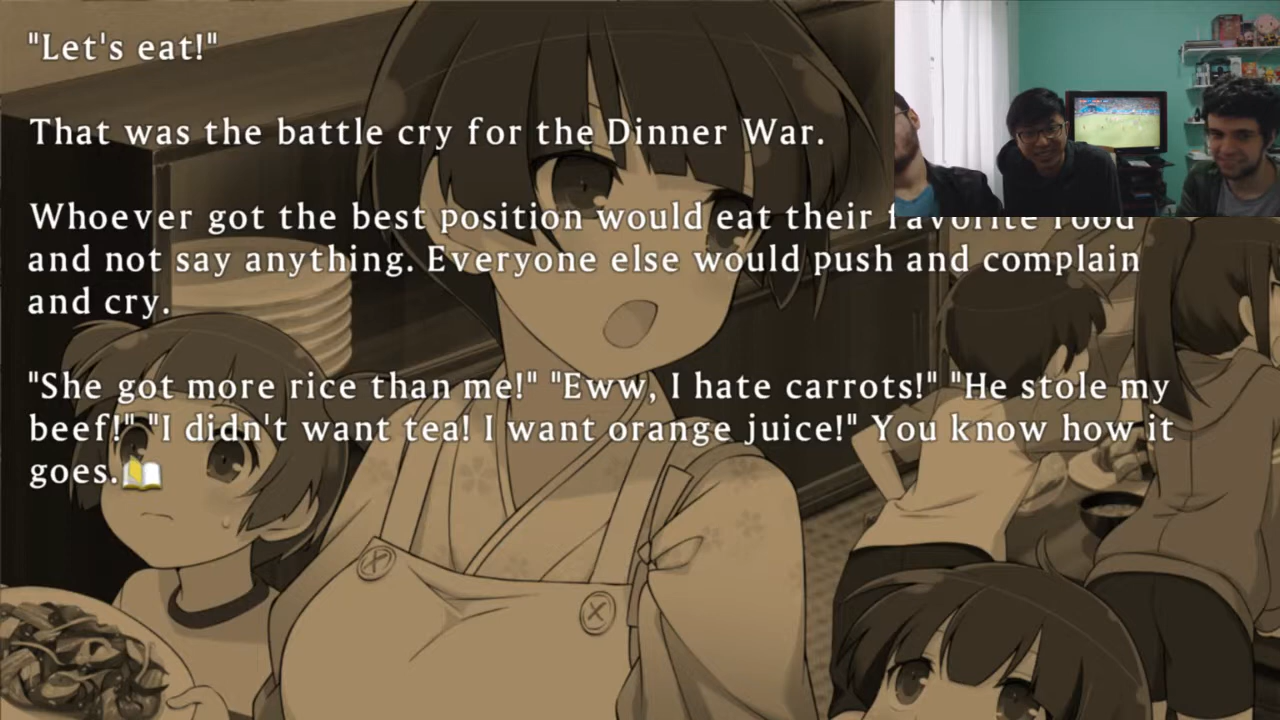 "Let's eat!"
That was the battle cry for the Dinner War.
Whoever got the best position would eat their favorite food
and not say anything. Everyone else would push and complain
and cry.
"She got more rice than me!" "Eww, I hate carrots!" "He stole my
beef!" "I didn't want tea! I want orange juice!" You know how it
goes.